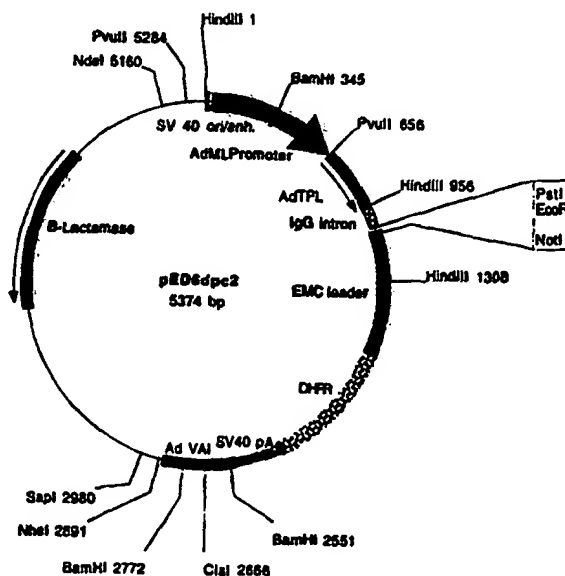 HindIII 1
PvuII 5284
NdeI 5160
BamHI 345
SV 40 ori/enh.
PvuII 656
AdMLPromoter
HindIII 956
PstI
EcoR
NotI
AdTPL
IgG intron
B-Lactamase
pED6dpc2
5374 bp
EMC leader
HindIII 1308
DHFR
Ad VAI
SV40 pA
SapI 2980
NheI 2891
BamHI 2551
BamHI 2772
ClaI 2666